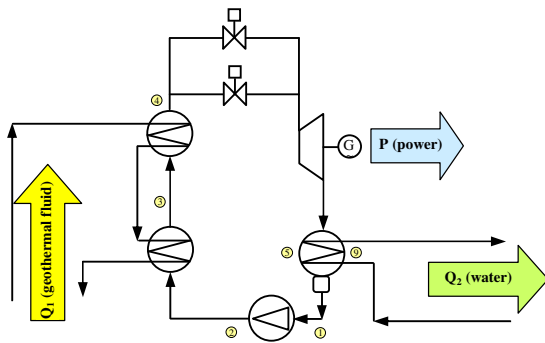 4
G
~
P (power)
Q1 (geothermal fluid)
3
5
9
Q2 (water)
2
1